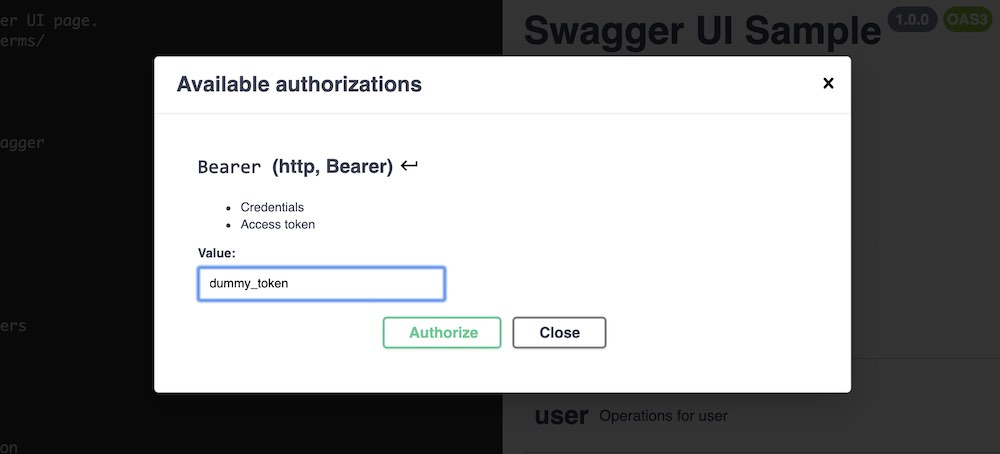 er UI page.
erms/
Swagger UI Sample 1.0.0 OAS3
Available authorizations
×
agger
Bearer (http, Bearer) ↵
• Credentials
• Access token
Value:
dummy_token
Authorize Close
ers
user Operations for user
on